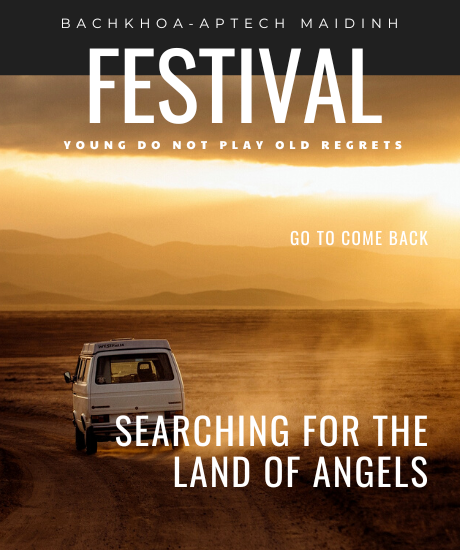 BACHKHOA-APTECH MAIDINH
FESTIVAL
YOUNG DO NOT PLAY OLD REGRETS
GO TO COME BACK
SEARCHING FOR THE
LAND OF ANGELS